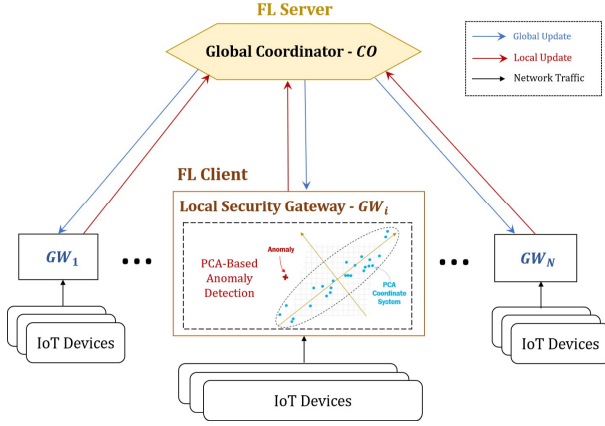 FL Server
Global Coordinator - CO
Global Update
Local Update
Network Traffic
FL Client
Local Security Gateway - GWi
PCA-Based
Anomaly
Detection
Anomaly
PCA
Coordinate
System
GW1
...
...
GWN
IoT Devices
IoT Devices
IoT Devices